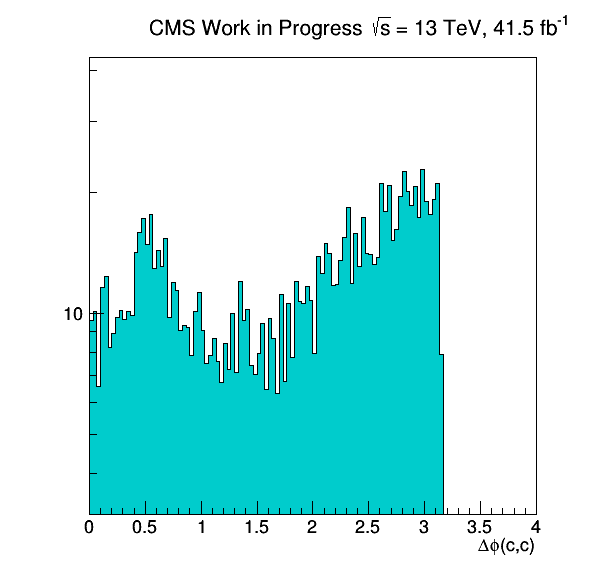 CMS Work in Progress √s = 13 TeV, 41.5 fb⁻¹
10
0 0.5 1 1.5 2 2.5 3 3.5 4
Δϕ(c,c)